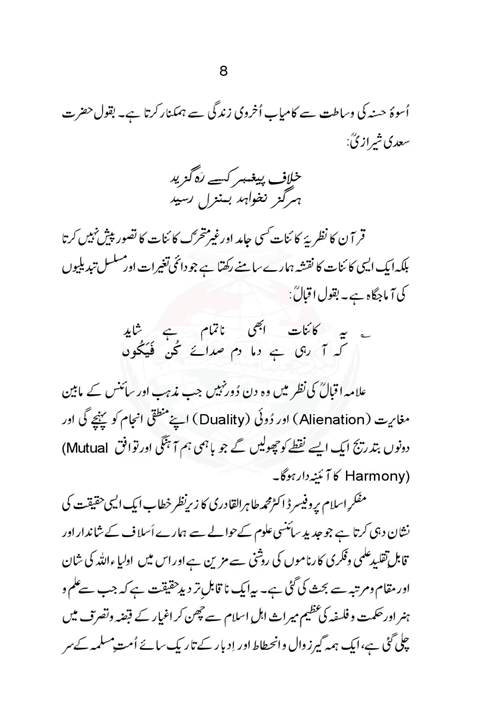 8
اُسوۂ حسنہ کی وساطت سے کامیاب اُخروی زندگی سے ہمکنار کرتا ہے۔ بقول حضرت
سعدی شیرازیؒ:
خلاف پیغمبر کسے رَہ گزید
ہرگز نخواہد بمنزل رسید
قرآن کا نظریۂ کائنات کسی جامد اور غیر متحرّک کائنات کا تصور پیش نہیں کرتا
بلکہ ایک ایسی کائنات کا نقشہ ہمارے سامنے رکھتا ہے جو دائمی تغیرات اور مسلسل تبدیلیوں
کی آماجگاہ ہے۔ بقول اقبالؒ:
؎ یہ کائنات ابھی ناتمام ہے شاید
کہ آ رہی ہے دما دم صدائے کُن فَیَکُوں
علامہ اقبالؒ کی نظر میں وہ دن دُور نہیں جب مذہب اور سائنس کے مابین
مغایرت (Alienation) اور دُوئی (Duality) اپنے منطقی انجام کو پہنچے گی اور
دونوں بتدریج ایک ایسے نقطے کو چھولیں گے جو باہمی ہم آہنگی اور توافق (Mutual
Harmony) کا آئینہ دار ہوگا۔
مفکرِ اسلام پروفیسر ڈاکٹر محمد طاہرالقادری کا زیرِنظر خطاب ایک ایسی حقیقت کی
نشان دہی کرتا ہے جو جدید سائنسی علوم کے حوالے سے ہمارے اَسلاف کے شاندار اور
قابلِ تقلید علمی و فکری کارناموں کی روشنی سے مزین ہے اور اس میں اولیاءاللہ کی شان
اور مقام و مرتبہ سے بحث کی گئی ہے۔ یہ ایک ناقابلِ تردید حقیقت ہے کہ جب سے علم و
ہنر اور حکمت و فلسفہ کی عظیم میراث اہلِ اسلام سے چھن کر اغیار کے قبضہ و تصرّف میں
چلی گئی ہے، ایک ہمہ گیر زوال و انحطاط اور اِدبار کے تاریک سائے اُمتِ مسلمہ کے سر